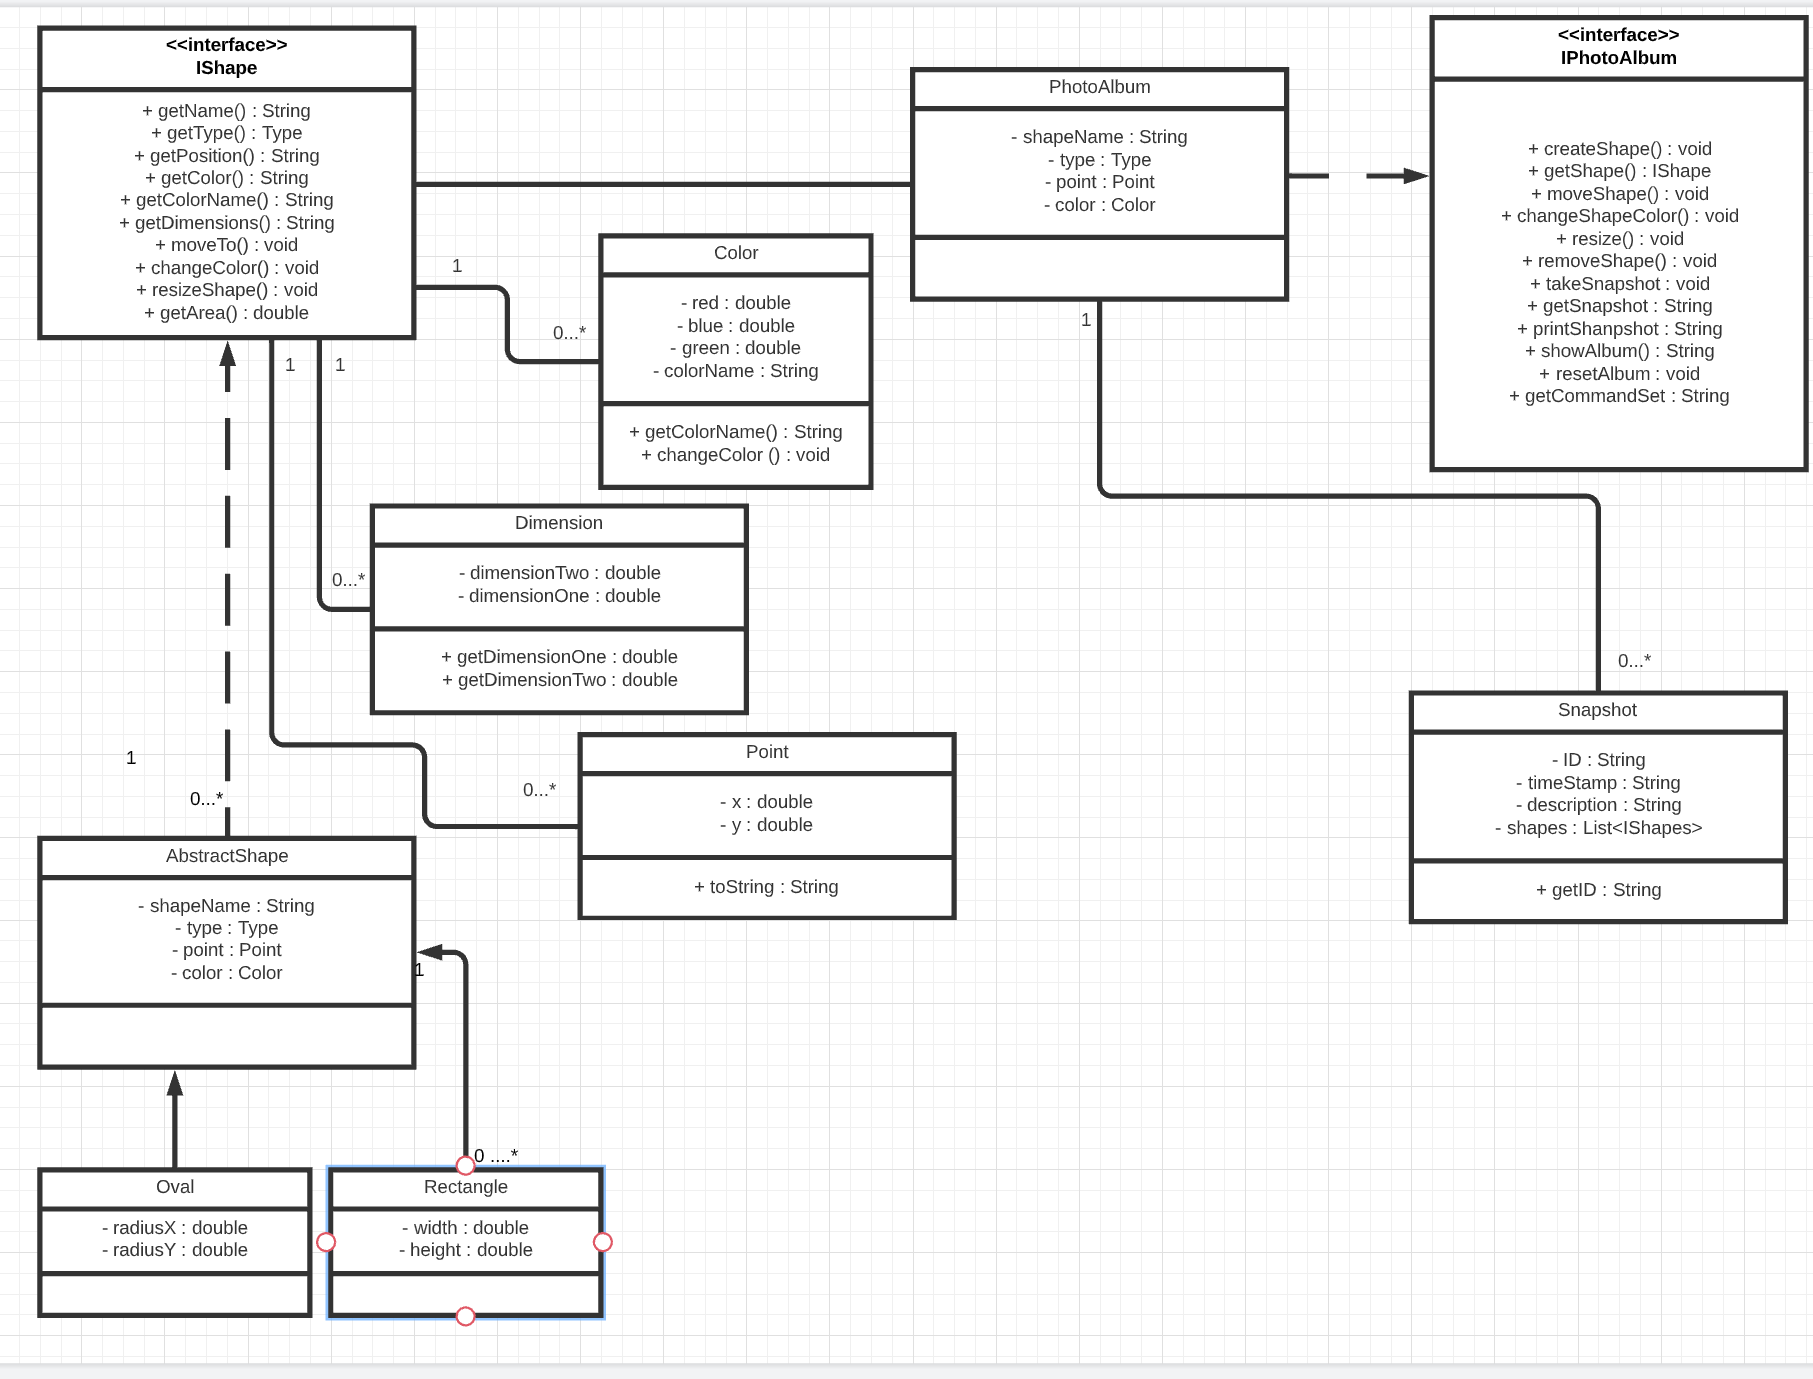 <<interface>>
IShape
+ getName() : String
+ getType() : Type
+ getPosition() : String
+ getColor() : String
+ getColorName() : String
+ getDimensions() : String
+ moveTo() : void
+ changeColor() : void
+ resizeShape() : void
+ getArea() : double
PhotoAlbum
- shapeName : String
- type : Type
- point : Point
- color : Color
<<interface>>
IPhotoAlbum
+ createShape() : void
+ getShape() : IShape
+ moveShape() : void
+ changeShapeColor() : void
+ resize() : void
+ removeShape() : void
+ takeSnapshot : void
+ getSnapshot : String
+ printShanpshot : String
+ showAlbum() : String
+ resetAlbum : void
+ getCommandSet : String
1
0...*
Color
- red : double
- blue : double
- green : double
- colorName : String
+ getColorName() : String
+ changeColor () : void
1
1
1
Dimension
- dimensionTwo : double
- dimensionOne : double
+ getDimensionOne : double
+ getDimensionTwo : double
0...*
0...*
Snapshot
- ID : String
- timeStamp : String
- description : String
- shapes : List<IShapes>
+ getID : String
Point
- x : double
- y : double
+ toString : String
0...*
1
0...*
AbstractShape
- shapeName : String
- type : Type
- point : Point
- color : Color
1
0 ....*
Oval
- radiusX : double
- radiusY : double
Rectangle
- width : double
- height : double